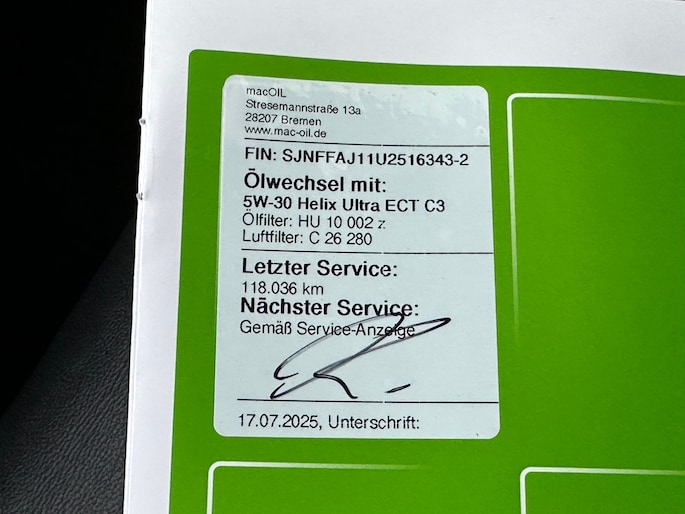 macOIL
Stresemannstraße 13a
28207 Bremen
www.mac-oil.de
FIN: SJNFFAJ11U2516343-2
Ölwechsel mit:
5W-30 Helix Ultra ECT C3
Ölfilter: HU 10 002 z
Luftfilter: C 26 280
Letzter Service:
118.036 km
Nächster Service:
Gemäß Service-Anzeige
17.07.2025, Unterschrift: